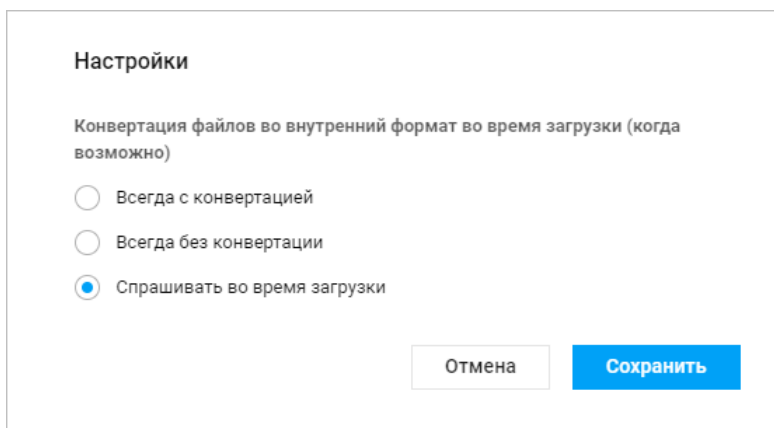 Настройки
Конвертация файлов во внутренний формат во время загрузки (когда
возможно)
Всегда с конвертацией
Всегда без конвертации
Спрашивать во время загрузки
Отмена
Сохранить